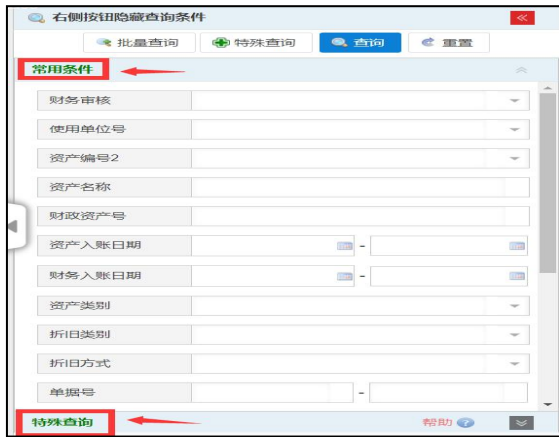 右侧按钮隐藏查询条件
批量查询 特殊查询 查询 重置
常用条件
财务审核
使用单位号
资产编号2
资产名称
财政资产号
资产入账日期 -
财务入账日期 -
资产类别
折旧类别
折旧方式
单据号 -
特殊查询 帮助